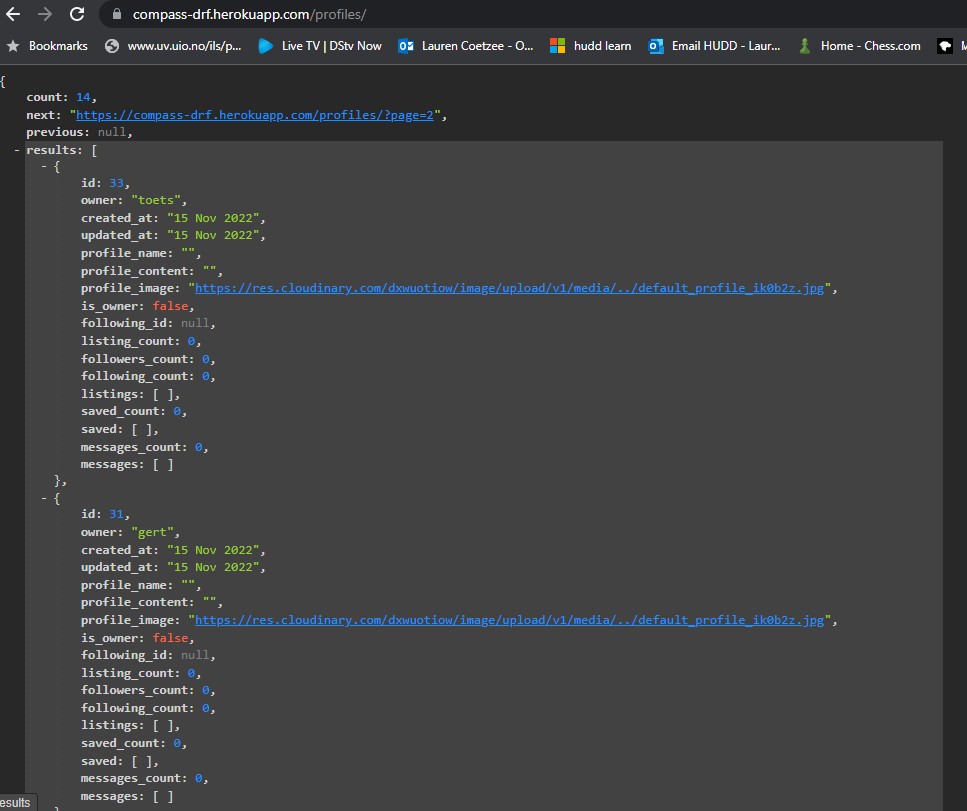 compass-drf.herokuapp.com/profiles/
Bookmarks www.uv.uio.no/ils/p... Live TV | DStv Now Lauren Coetzee - O... hudd learn Email HUDD - Laur... Home - Chess.com M
{
count: 14,
next: "https://compass-drf.herokuapp.com/profiles/?page=2",
previous: null,
- results: [
- {
id: 33,
owner: "toets",
created_at: "15 Nov 2022",
updated_at: "15 Nov 2022",
profile_name: "",
profile_content: "",
profile_image: "https://res.cloudinary.com/dxwuotiow/image/upload/v1/media/../default_profile_ik0b2z.jpg",
is_owner: false,
following_id: null,
listing_count: 0,
followers_count: 0,
following_count: 0,
listings: [ ],
saved_count: 0,
saved: [ ],
messages_count: 0,
messages: [ ]
},
- {
id: 31,
owner: "gert",
created_at: "15 Nov 2022",
updated_at: "15 Nov 2022",
profile_name: "",
profile_content: "",
profile_image: "https://res.cloudinary.com/dxwuotiow/image/upload/v1/media/../default_profile_ik0b2z.jpg",
is_owner: false,
following_id: null,
listing_count: 0,
followers_count: 0,
following_count: 0,
listings: [ ],
saved_count: 0,
saved: [ ],
messages_count: 0,
messages: [ ]
esults